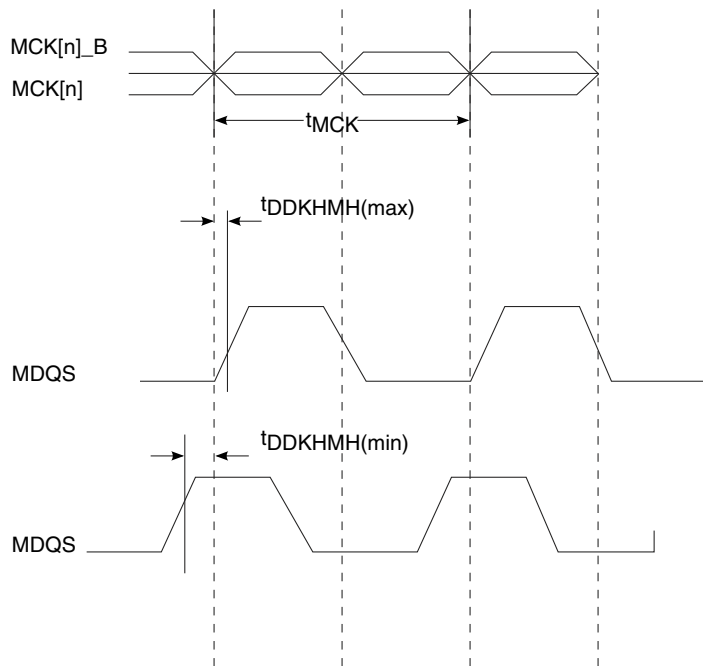 MCK[n]_B
MCK[n]
tMCK
tDDKHMH(max)
MDQS
tDDKHMH(min)
MDQS